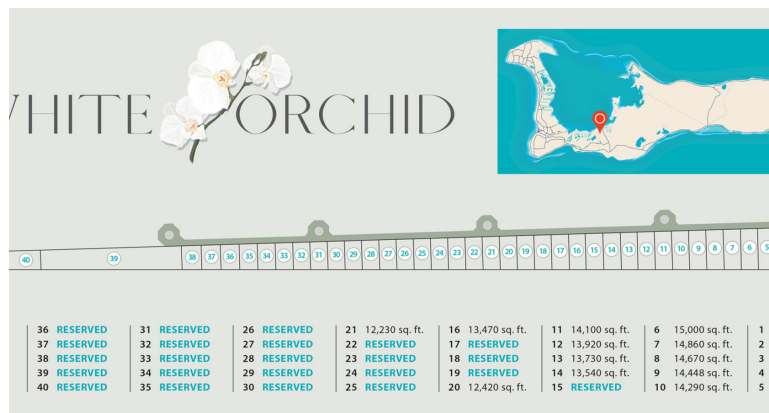 WHITE ORCHID
40 39 38 37 36 35 34 33 32 31 30 29 28 27 26 25 24 23 22 21 20 19 18 17 16 15 14 13 12 11 10 9 8 7 6 5
36 RESERVED 31 RESERVED 26 RESERVED 21 12,230 sq. ft. 16 13,470 sq. ft. 11 14,100 sq. ft. 6 15,000 sq. ft. 1
37 RESERVED 32 RESERVED 27 RESERVED 22 RESERVED 17 RESERVED 12 13,920 sq. ft. 7 14,860 sq. ft. 2
38 RESERVED 33 RESERVED 28 RESERVED 23 RESERVED 18 RESERVED 13 13,730 sq. ft. 8 14,670 sq. ft. 3
39 RESERVED 34 RESERVED 29 RESERVED 24 RESERVED 19 RESERVED 14 13,540 sq. ft. 9 14,448 sq. ft. 4
40 RESERVED 35 RESERVED 30 RESERVED 25 RESERVED 20 12,420 sq. ft. 15 RESERVED 10 14,290 sq. ft. 5